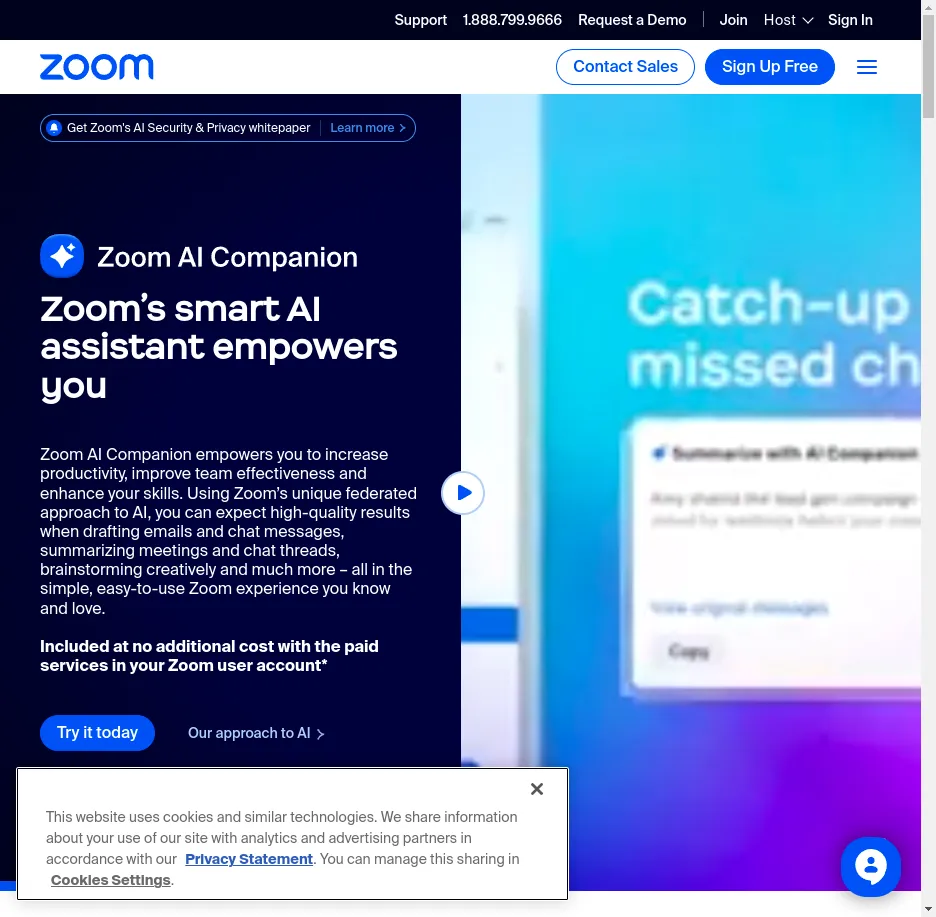 Support 1.888.799.9666 Request a Demo Join Host Sign In
zoom Contact Sales Sign Up Free
Get Zoom's AI Security & Privacy whitepaper Learn more
Zoom AI Companion
Zoom's smart AI
assistant empowers
you
Zoom AI Companion empowers you to increase
productivity, improve team effectiveness and
enhance your skills. Using Zoom's unique federated
approach to AI, you can expect high-quality results
when drafting emails and chat messages,
summarizing meetings and chat threads,
brainstorming creatively and much more – all in the
simple, easy-to-use Zoom experience you know
and love.
Included at no additional cost with the paid
services in your Zoom user account*
Try it today Our approach to AI
Catch-up
missed ch
Summarize with AI Companion
View original messages
Copy
This website uses cookies and similar technologies. We share information
about your use of our site with analytics and advertising partners in
accordance with our Privacy Statement. You can manage this sharing in
Cookies Settings.